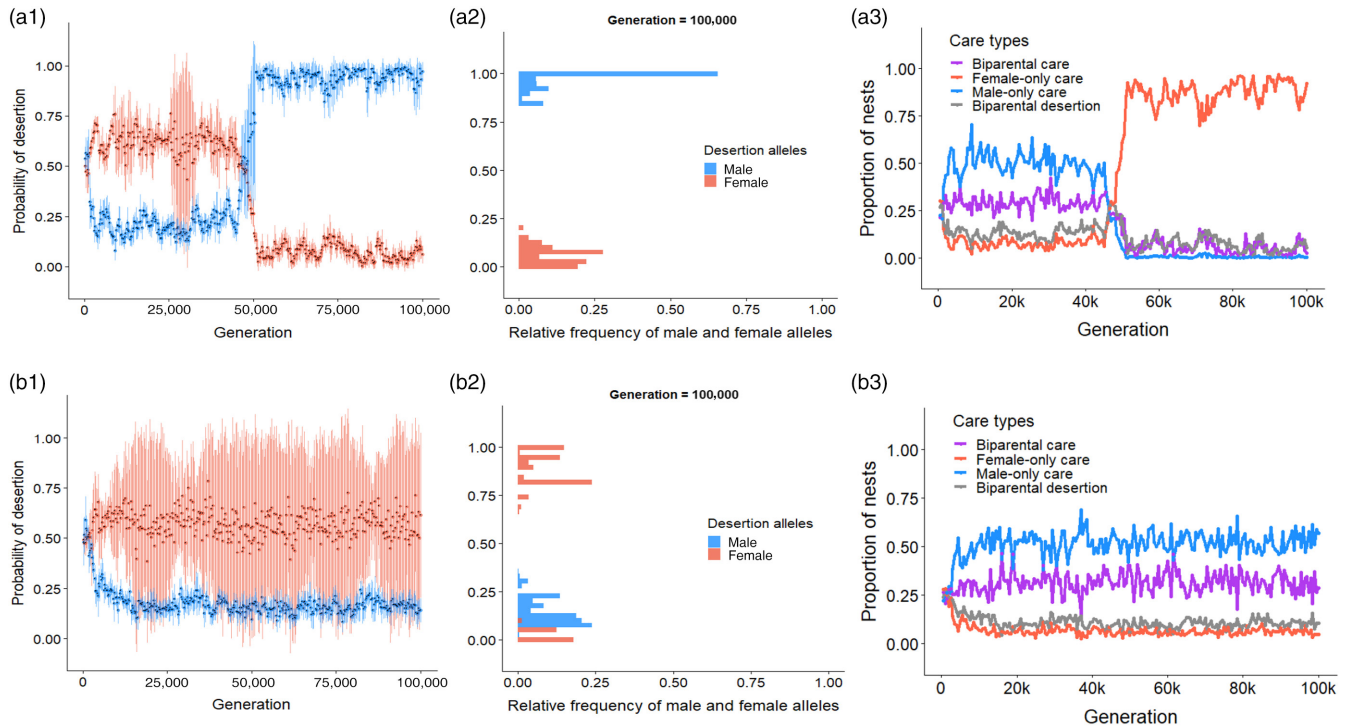 (a1)
Probability of desertion
1.00
0.75
0.50
0.25
0.00
0
25,000
50,000
75,000
100,000
Generation
(a2)
Generation = 100,000
1.00
0.75
0.50
0.25
0.00
Desertion alleles
Male
Female
0.00
0.25
0.50
0.75
1.00
Relative frequency of male and female alleles
(a3)
Proportion of nests
Care types
Biparental care
Female-only care
Male-only care
Biparental desertion
1.00
0.75
0.50
0.25
0.00
0
20k
40k
60k
80k
100k
Generation
(b1)
Probability of desertion
1.00
0.75
0.50
0.25
0.00
0
25,000
50,000
75,000
100,000
Generation
(b2)
Generation = 100,000
1.00
0.75
0.50
0.25
0.00
Desertion alleles
Male
Female
0.00
0.25
0.50
0.75
1.00
Relative frequency of male and female alleles
(b3)
Proportion of nests
Care types
Biparental care
Female-only care
Male-only care
Biparental desertion
1.00
0.75
0.50
0.25
0.00
0
20k
40k
60k
80k
100k
Generation